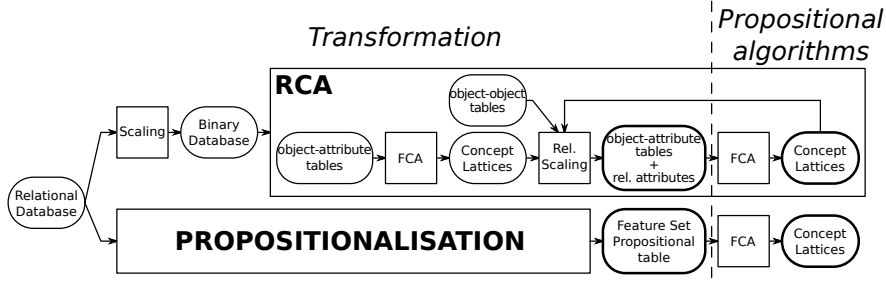 Transformation
Propositional
algorithms
RCA
object-object
tables
Scaling
Binary
Database
object-attribute
tables
FCA
Concept
Lattices
Rel.
Scaling
object-attribute
tables
+
rel. attributes
FCA
Concept
Lattices
Relational
Database
PROPOSITIONALISATION
Feature Set
Propositional
table
FCA
Concept
Lattices